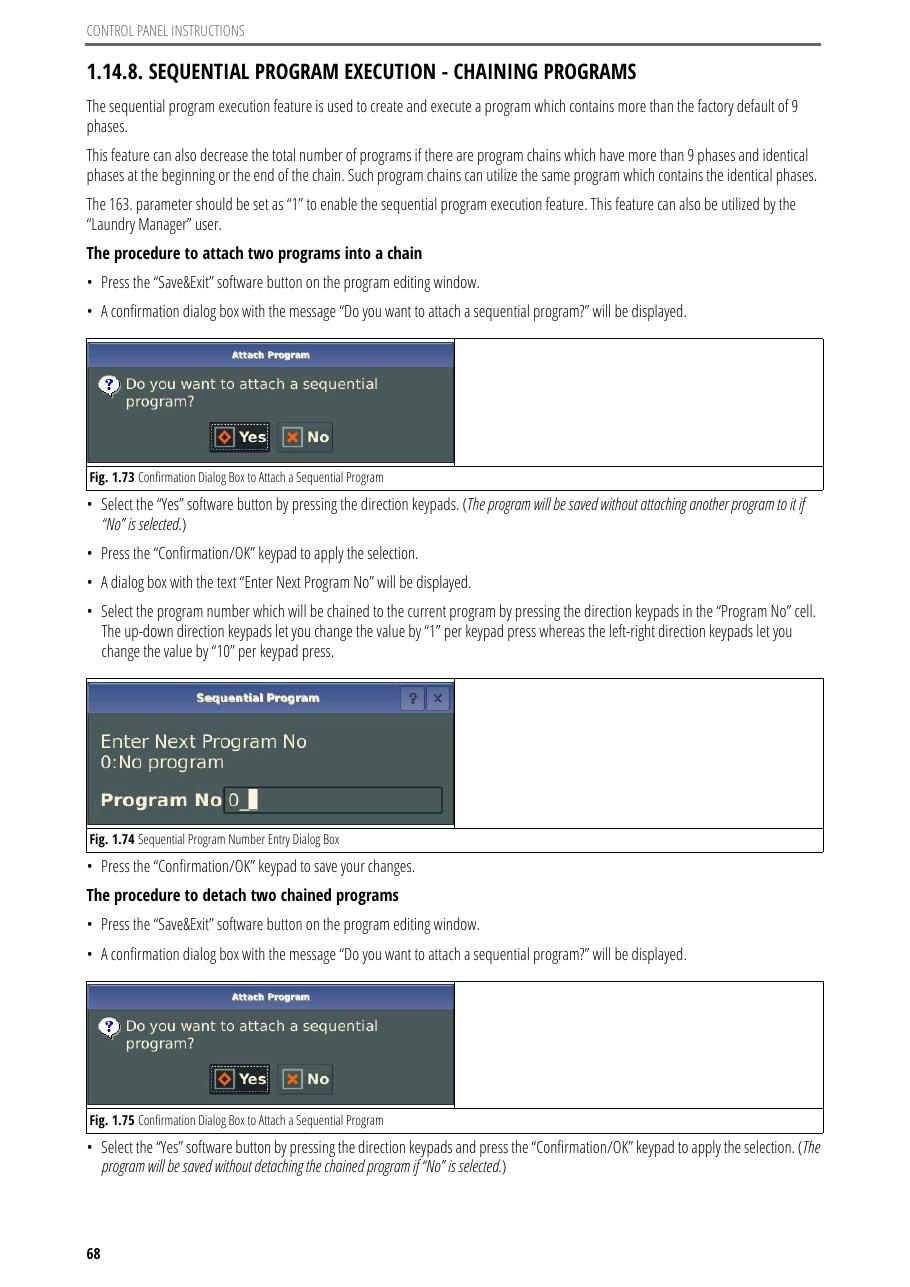 CONTROL PANEL INSTRUCTIONS
1.14.8. SEQUENTIAL PROGRAM EXECUTION - CHAINING PROGRAMS
The sequential program execution feature is used to create and execute a program which contains more than the factory default of 9
phases.
This feature can also decrease the total number of programs if there are program chains which have more than 9 phases and identical
phases at the beginning or the end of the chain. Such program chains can utilize the same program which contains the identical phases.
The 163. parameter should be set as “1” to enable the sequential program execution feature. This feature can also be utilized by the
“Laundry Manager” user.
The procedure to attach two programs into a chain
• Press the “Save&Exit” software button on the program editing window.
• A confirmation dialog box with the message “Do you want to attach a sequential program?” will be displayed.
Attach Program
? Do you want to attach a sequential
program?
Yes No
Fig. 1.73 Confirmation Dialog Box to Attach a Sequential Program
• Select the “Yes” software button by pressing the direction keypads. (The program will be saved without attaching another program to it if
“No” is selected.)
• Press the “Confirmation/OK” keypad to apply the selection.
• A dialog box with the text “Enter Next Program No” will be displayed.
• Select the program number which will be chained to the current program by pressing the direction keypads in the “Program No” cell.
The up-down direction keypads let you change the value by “1” per keypad press whereas the left-right direction keypads let you
change the value by “10” per keypad press.
Sequential Program ? ×
Enter Next Program No
0:No program
Program No 0_
Fig. 1.74 Sequential Program Number Entry Dialog Box
• Press the “Confirmation/OK” keypad to save your changes.
The procedure to detach two chained programs
• Press the “Save&Exit” software button on the program editing window.
• A confirmation dialog box with the message “Do you want to attach a sequential program?” will be displayed.
Attach Program
? Do you want to attach a sequential
program?
Yes No
Fig. 1.75 Confirmation Dialog Box to Attach a Sequential Program
• Select the “Yes” software button by pressing the direction keypads and press the “Confirmation/OK” keypad to apply the selection. (The
program will be saved without detaching the chained program if “No” is selected.)
68